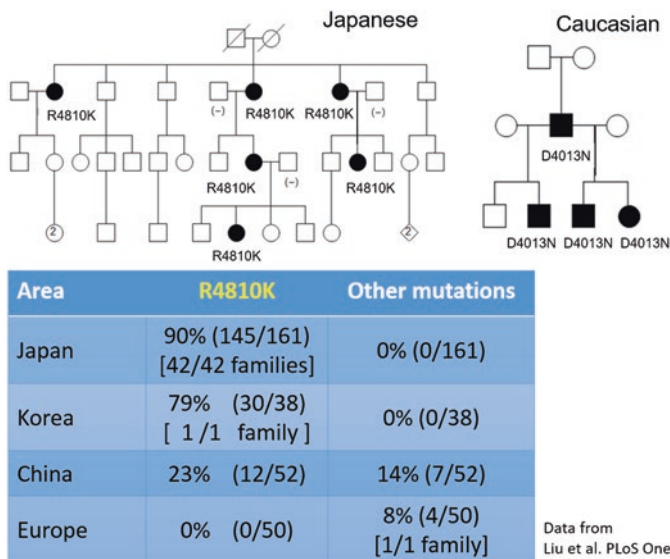 Japanese
Caucasian
R4810K
(-)
R4810K
R4810K
(-)
D4013N
R4810K
(-)
R4810K
2
R4810K
2
D4013N
D4013N
D4013N
Area R4810K Other mutations
Japan 90% (145/161) 0% (0/161)
[42/42 families]
Korea 79% (30/38) 0% (0/38)
[ 1 /1 family ]
China 23% (12/52) 14% (7/52)
Europe 0% (0/50) 8% (4/50)
[1/1 family]
Data from
Liu et al. PLoS One